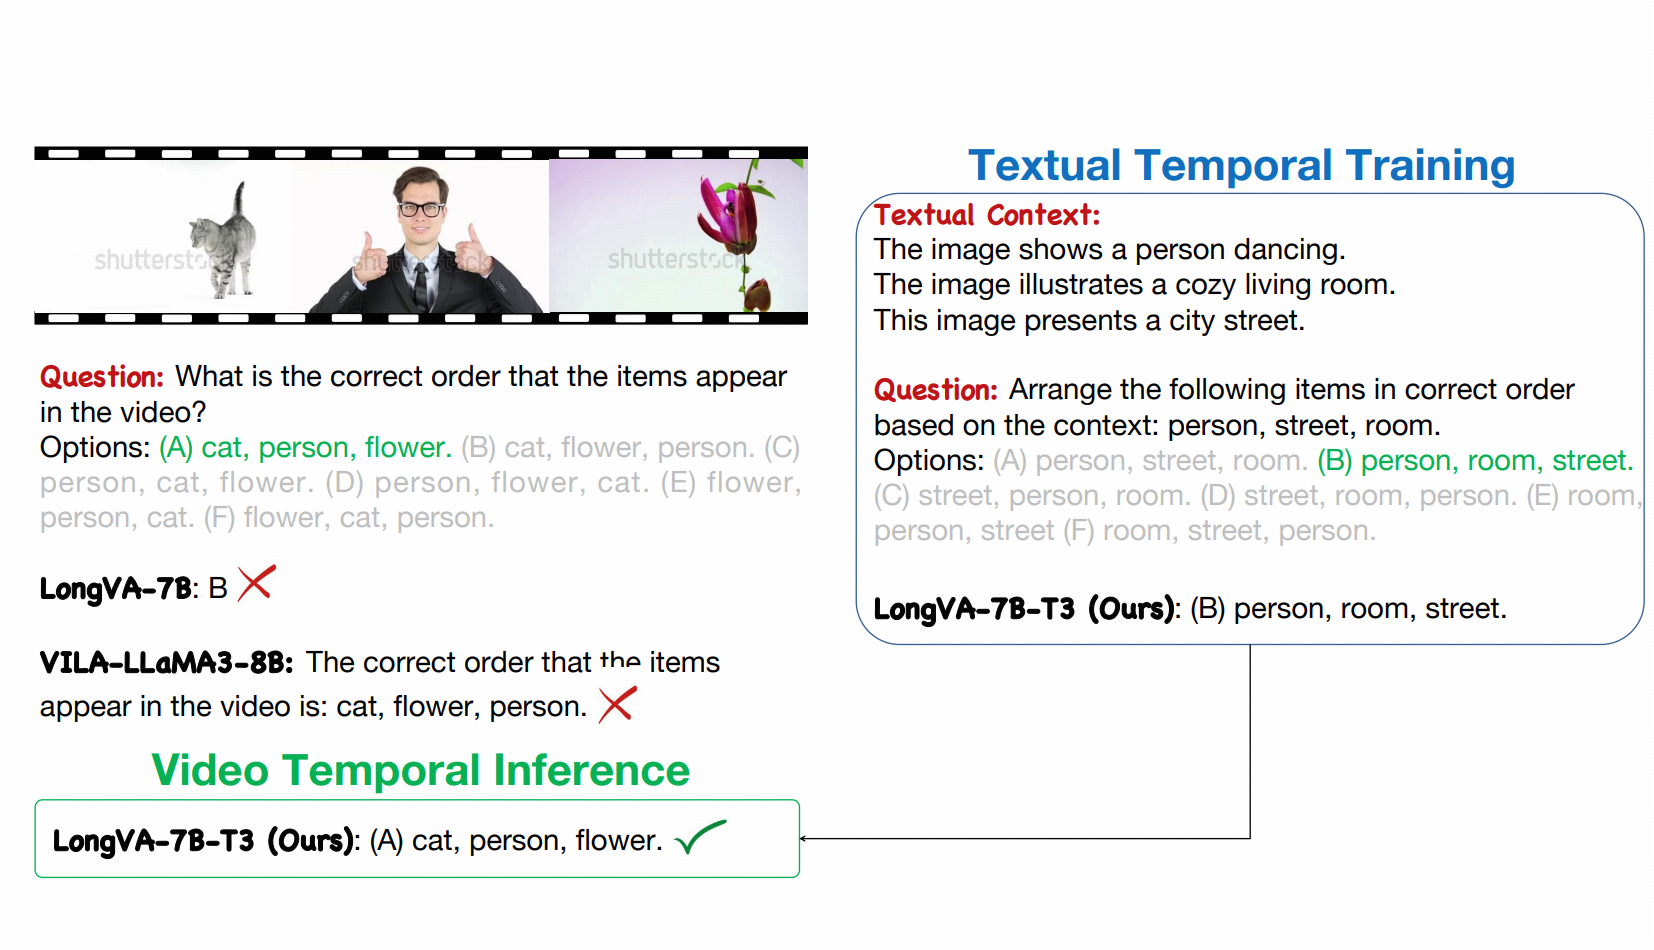 shutterstock
shutterstock
shutterstock
Question: What is the correct order that the items appear
in the video?
Options: (A) cat, person, flower. (B) cat, flower, person. (C)
person, cat, flower. (D) person, flower, cat. (E) flower,
person, cat. (F) flower, cat, person.
LongVA-7B: B
VILA-LLaMA3-8B: The correct order that the items
appear in the video is: cat, flower, person.
Video Temporal Inference
LongVA-7B-T3 (Ours): (A) cat, person, flower.
Textual Temporal Training
Textual Context:
The image shows a person dancing.
The image illustrates a cozy living room.
This image presents a city street.
Question: Arrange the following items in correct order
based on the context: person, street, room.
Options: (A) person, street, room. (B) person, room, street.
(C) street, person, room. (D) street, room, person. (E) room,
person, street (F) room, street, person.
LongVA-7B-T3 (Ours): (B) person, room, street.